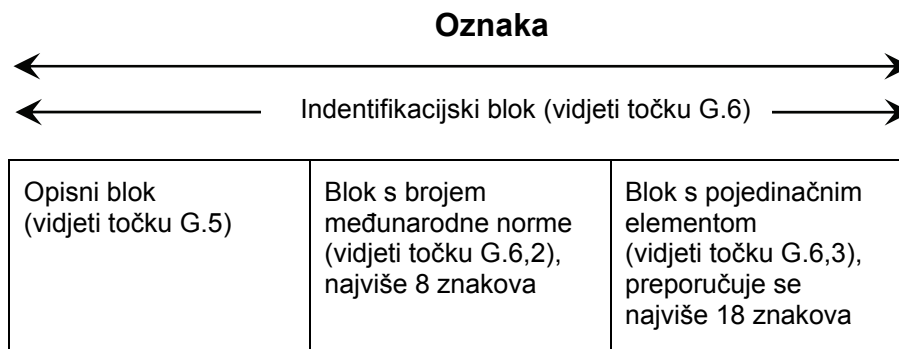 Oznaka
Indentifikacijski blok (vidjeti točku G.6)
Opisni blok
(vidjeti točku G.5)
Blok s brojem
međunarodne norme
(vidjeti točku G.6,2),
najviše 8 znakova
Blok s pojedinačnim
elementom
(vidjeti točku G.6,3),
preporučuje se
najviše 18 znakova